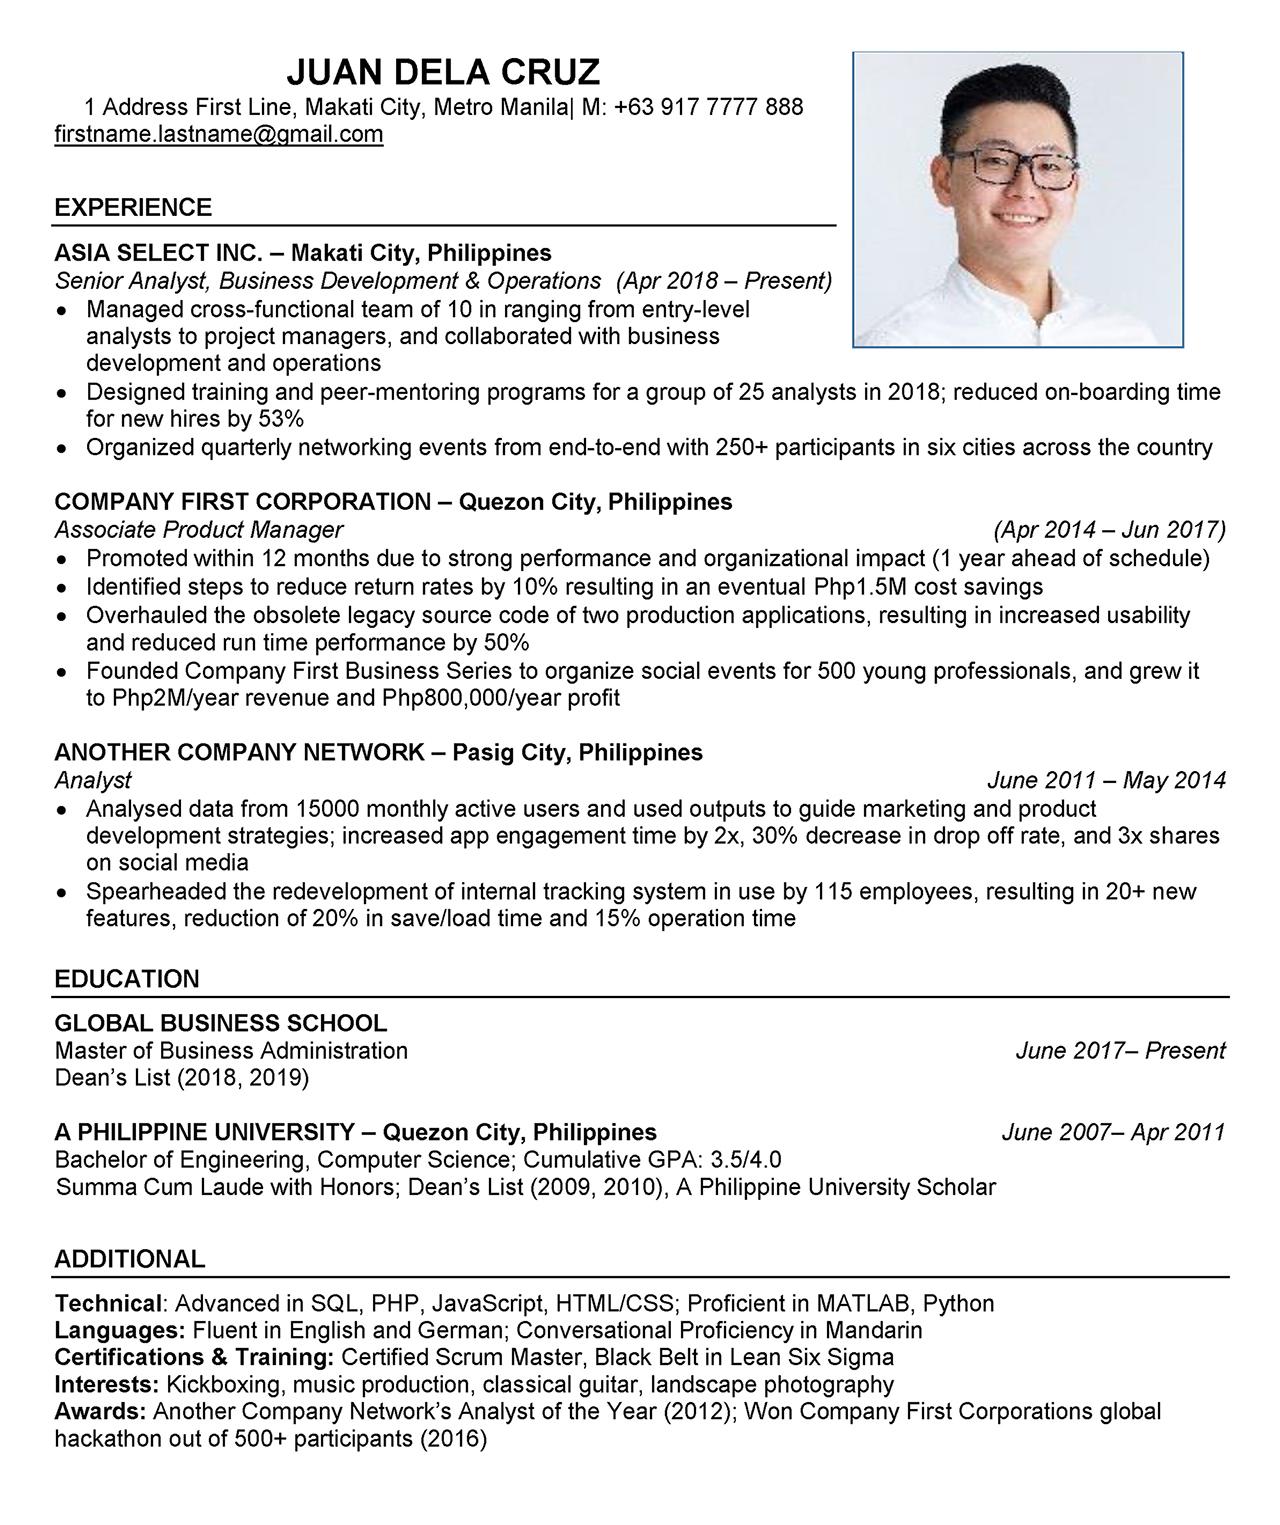 JUAN DELA CRUZ
1 Address First Line, Makati City, Metro Manila| M: +63 917 7777 888
firstname.lastname@gmail.com
EXPERIENCE
ASIA SELECT INC. – Makati City, Philippines
Senior Analyst, Business Development & Operations (Apr 2018 – Present)
• Managed cross-functional team of 10 in ranging from entry-level
analysts to project managers, and collaborated with business
development and operations
• Designed training and peer-mentoring programs for a group of 25 analysts in 2018; reduced on-boarding time
for new hires by 53%
• Organized quarterly networking events from end-to-end with 250+ participants in six cities across the country
COMPANY FIRST CORPORATION – Quezon City, Philippines
Associate Product Manager (Apr 2014 – Jun 2017)
• Promoted within 12 months due to strong performance and organizational impact (1 year ahead of schedule)
• Identified steps to reduce return rates by 10% resulting in an eventual Php1.5M cost savings
• Overhauled the obsolete legacy source code of two production applications, resulting in increased usability
and reduced run time performance by 50%
• Founded Company First Business Series to organize social events for 500 young professionals, and grew it
to Php2M/year revenue and Php800,000/year profit
ANOTHER COMPANY NETWORK – Pasig City, Philippines
Analyst June 2011 – May 2014
• Analysed data from 15000 monthly active users and used outputs to guide marketing and product
development strategies; increased app engagement time by 2x, 30% decrease in drop off rate, and 3x shares
on social media
• Spearheaded the redevelopment of internal tracking system in use by 115 employees, resulting in 20+ new
features, reduction of 20% in save/load time and 15% operation time
EDUCATION
GLOBAL BUSINESS SCHOOL
Master of Business Administration June 2017– Present
Dean’s List (2018, 2019)
A PHILIPPINE UNIVERSITY – Quezon City, Philippines June 2007– Apr 2011
Bachelor of Engineering, Computer Science; Cumulative GPA: 3.5/4.0
Summa Cum Laude with Honors; Dean’s List (2009, 2010), A Philippine University Scholar
ADDITIONAL
Technical: Advanced in SQL, PHP, JavaScript, HTML/CSS; Proficient in MATLAB, Python
Languages: Fluent in English and German; Conversational Proficiency in Mandarin
Certifications & Training: Certified Scrum Master, Black Belt in Lean Six Sigma
Interests: Kickboxing, music production, classical guitar, landscape photography
Awards: Another Company Network’s Analyst of the Year (2012); Won Company First Corporations global
hackathon out of 500+ participants (2016)